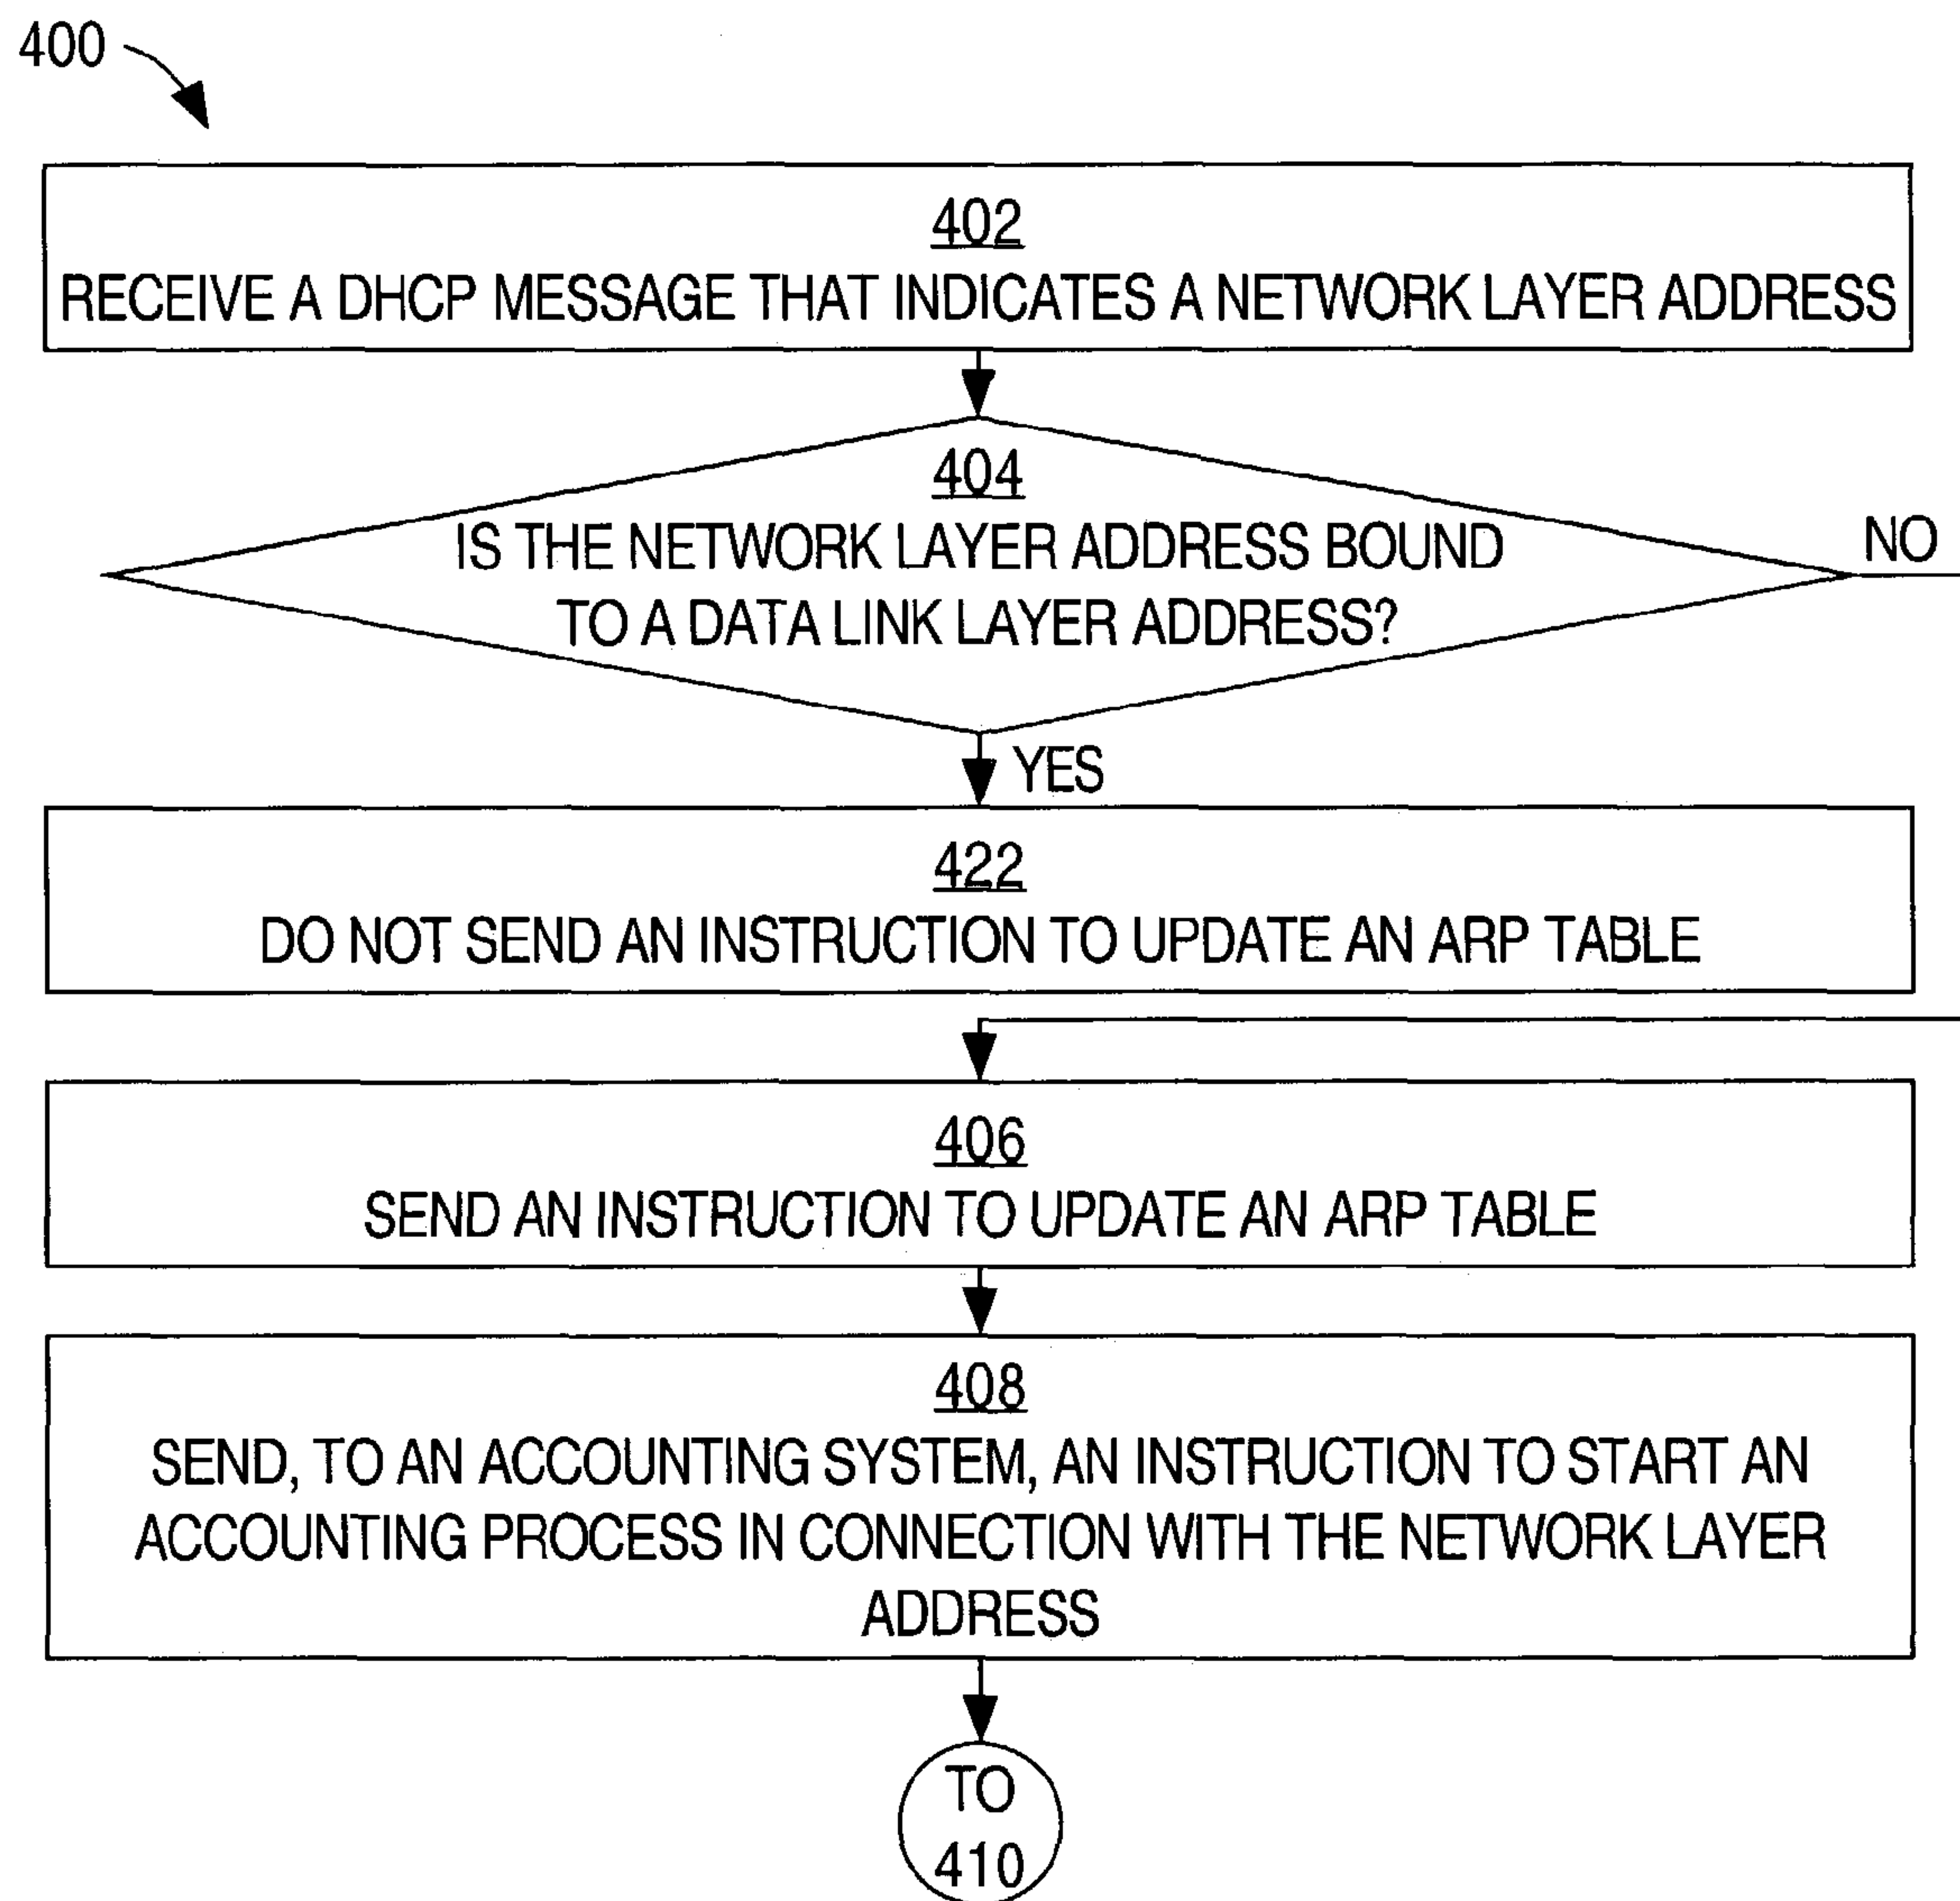 400
402
RECEIVE A DHCP MESSAGE THAT INDICATES A NETWORK LAYER ADDRESS
404
IS THE NETWORK LAYER ADDRESS BOUND
TO A DATA LINK LAYER ADDRESS?
NO
YES
422
DO NOT SEND AN INSTRUCTION TO UPDATE AN ARP TABLE
406
SEND AN INSTRUCTION TO UPDATE AN ARP TABLE
408
SEND, TO AN ACCOUNTING SYSTEM, AN INSTRUCTION TO START AN
ACCOUNTING PROCESS IN CONNECTION WITH THE NETWORK LAYER
ADDRESS
TO
410